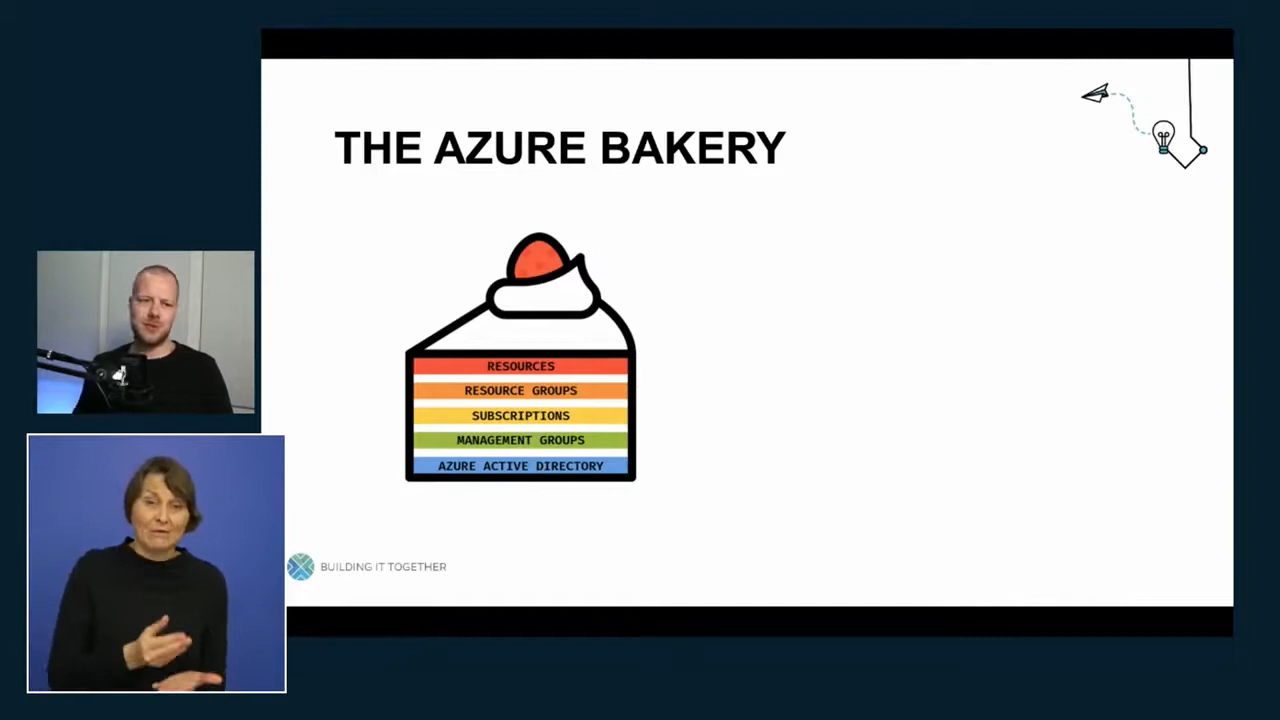 THE AZURE BAKERY
RESOURCES
RESOURCE GROUPS
SUBSCRIPTIONS
MANAGEMENT GROUPS
AZURE ACTIVE DIRECTORY
BUILDING IT TOGETHER